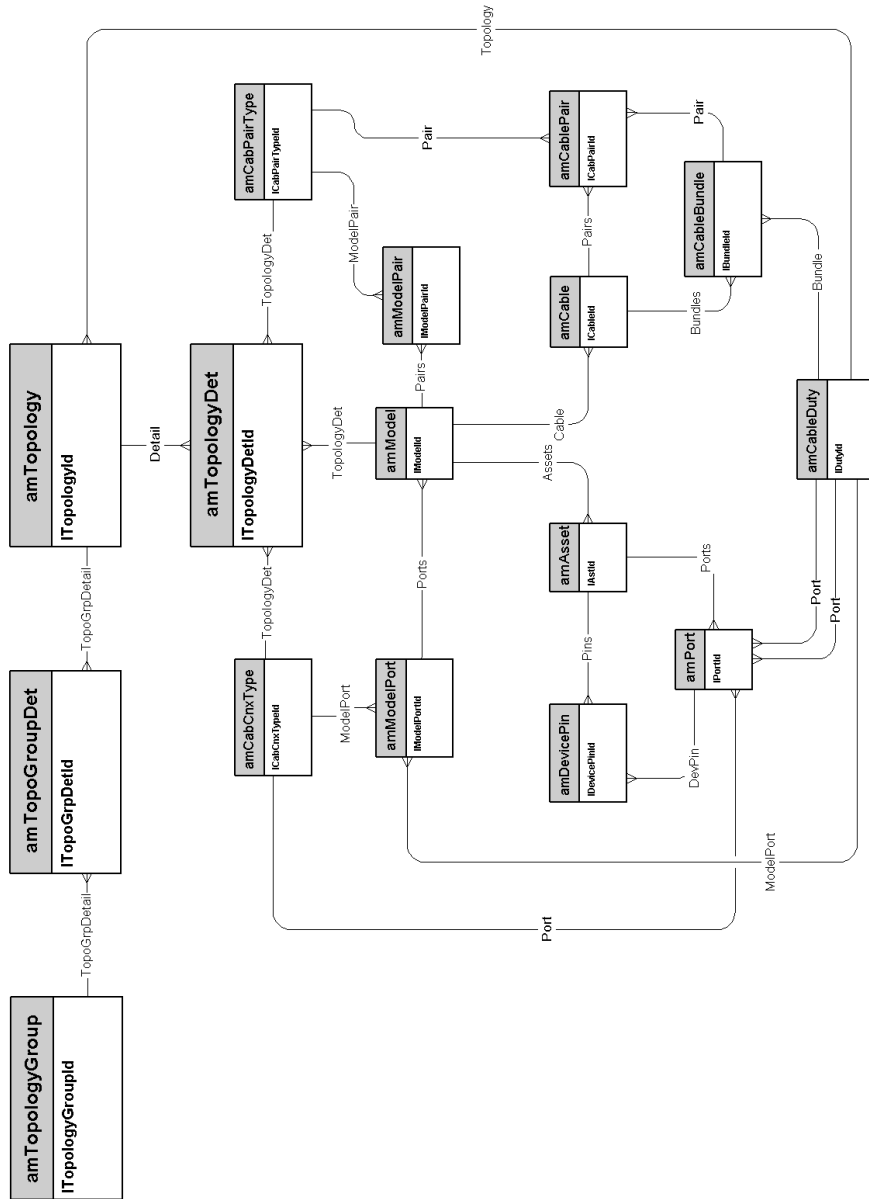 Topology
amCabPairType
lCabPairTypeId
Pair
amCablePair
lCabPairId
Pair
amCableBundle
lBundleId
Bundle
ModelPair
TopologyDet
amModelPair
lModelPairId
Pairs
amCable
lCableId
Bundles
Pairs
amTopology
lTopologyId
Detail
amTopologyDet
lTopologyDetId
TopologyDet
amModel
lModelId
Cable
Assets
amCableDuty
lDutyId
TopoGrpDetail
TopologyDet
Ports
amAsset
lAstId
Ports
Port
Port
Pins
amTopoGroupDet
lTopoGrpDetId
amCabCnxType
lCabCnxTypeId
ModelPort
amModelPort
lModelPortId
amDevicePin
lDevicePinId
DevPin
amPort
lPortId
ModelPort
Port
TopoGrpDetail
amTopologyGroup
lTopologyGroupId